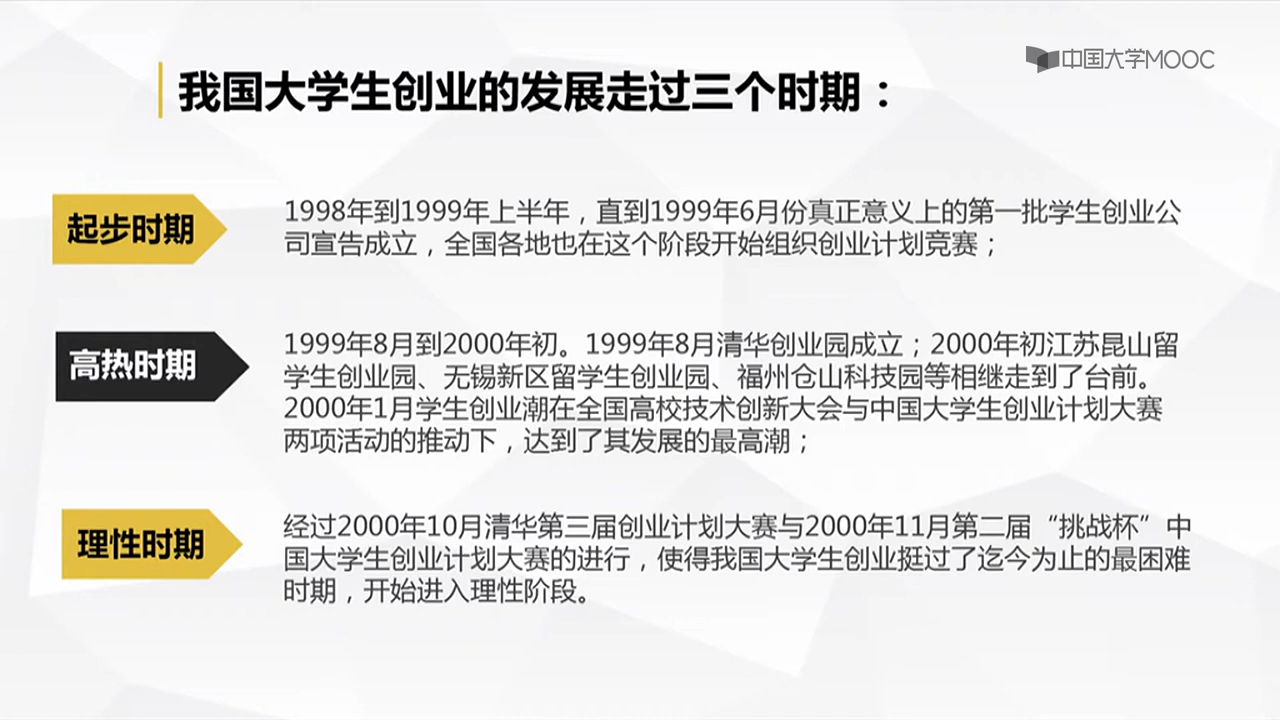 中国大学MOOC
我国大学生创业的发展走过三个时期：
起步时期
1998年到1999年上半年，直到1999年6月份真正意义上的第一批学生创业公
司宣告成立，全国各地也在这个阶段开始组织创业计划竞赛；
高热时期
1999年8月到2000年初。1999年8月清华创业园成立；2000年初江苏昆山留
学生创业园、无锡新区留学生创业园、福州仓山科技园等相继走到了台前。
2000年1月学生创业潮在全国高校技术创新大会与中国大学生创业计划大赛
两项活动的推动下，达到了其发展的最高潮；
理性时期
经过2000年10月清华第三届创业计划大赛与2000年11月第二届“挑战杯”中
国大学生创业计划大赛的进行，使得我国大学生创业挺过了迄今为止的最困难
时期，开始进入理性阶段。